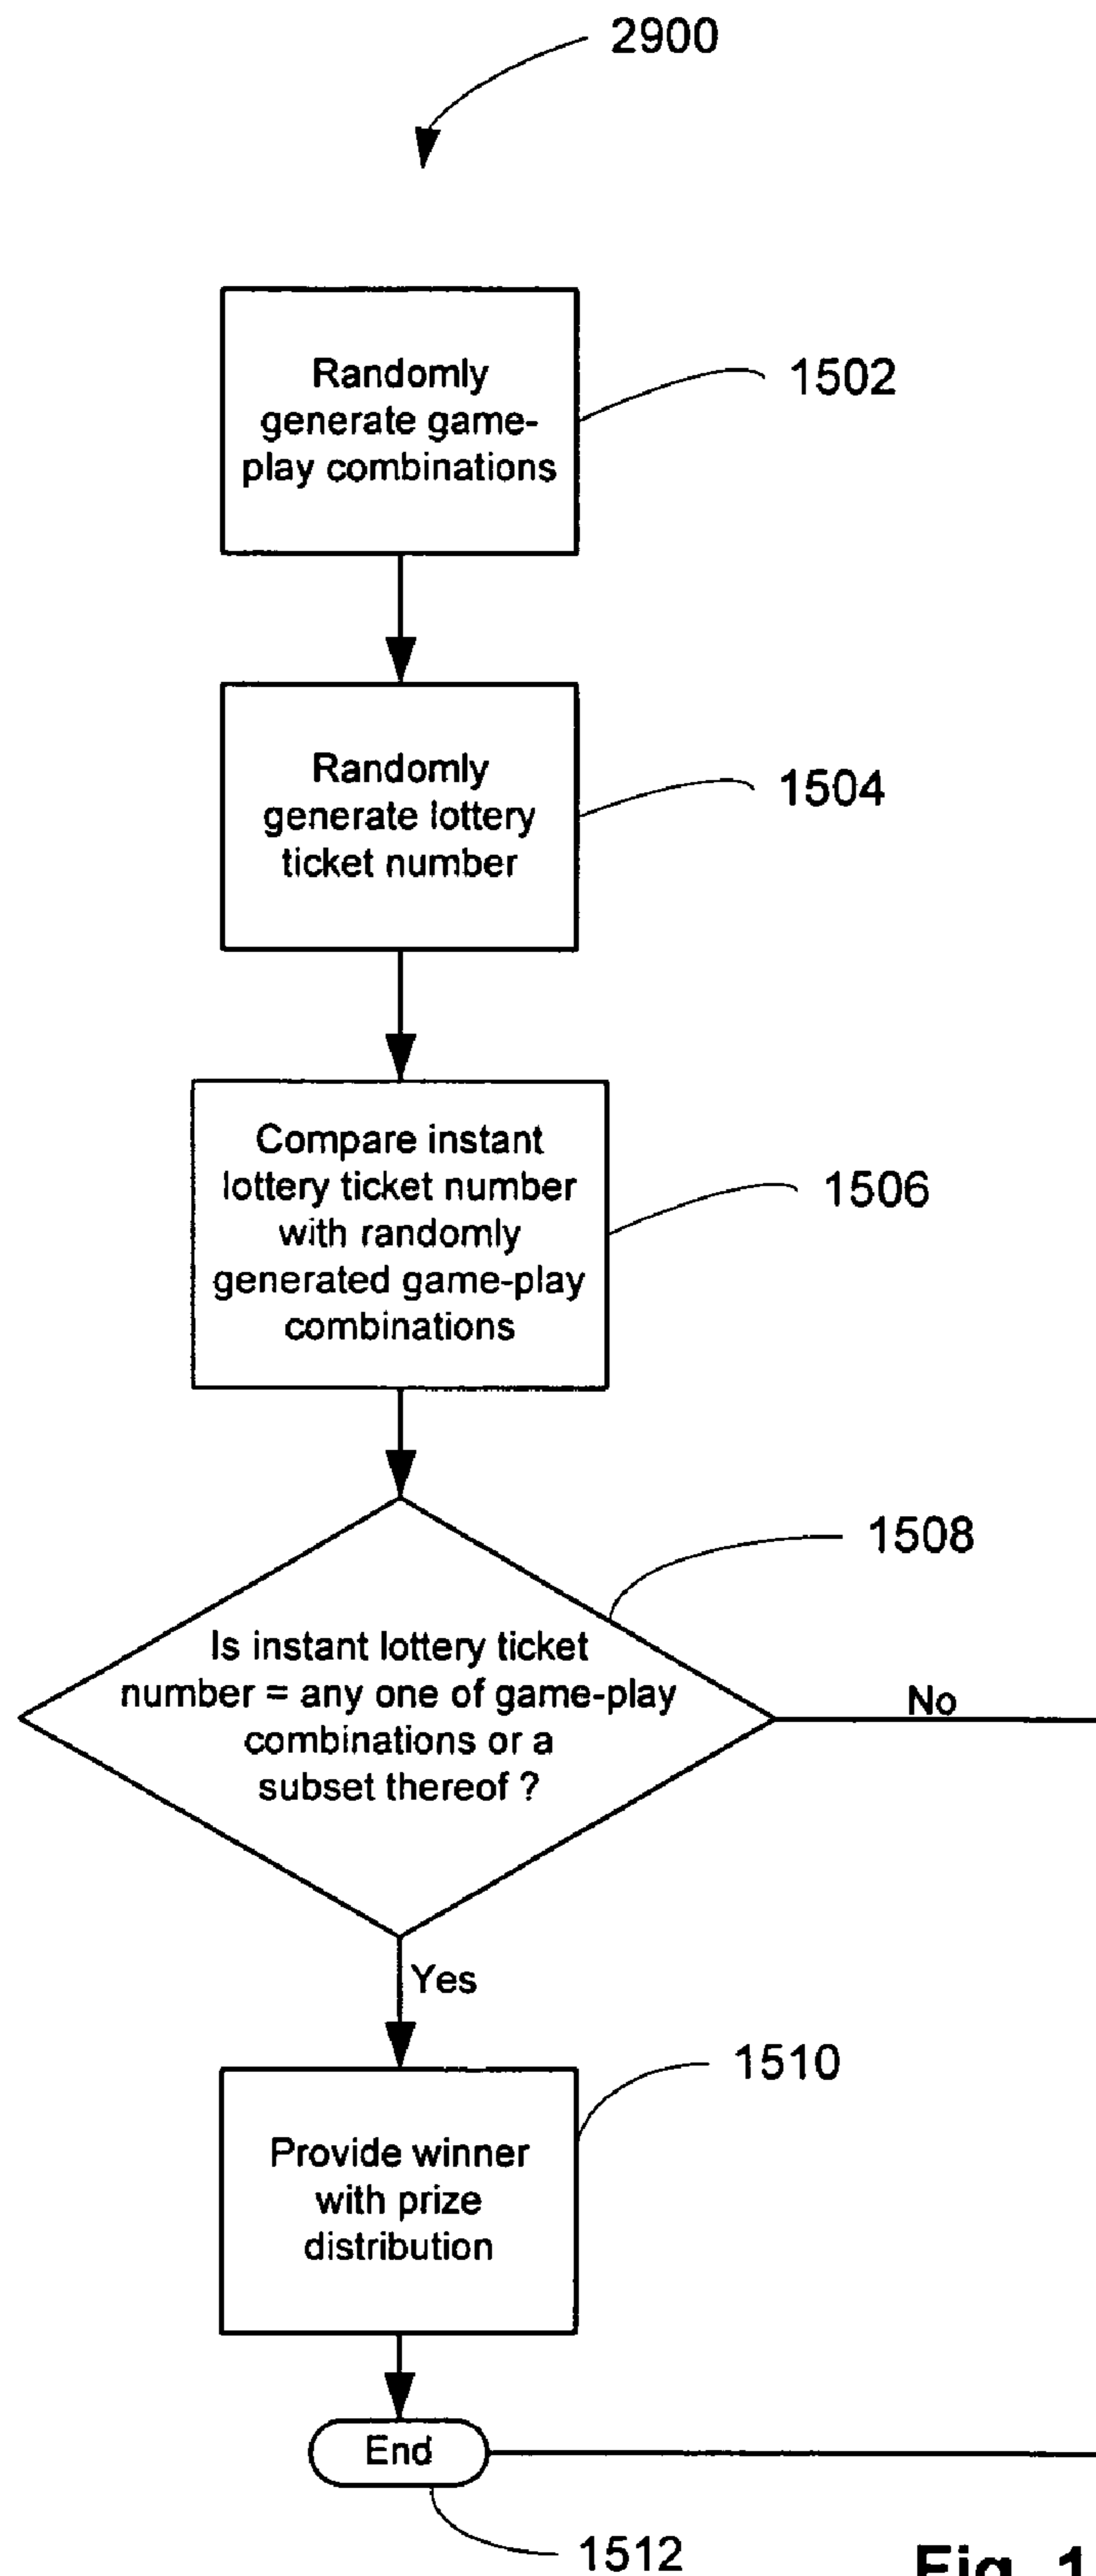 2900
Randomly
generate game-
play combinations
1502
Randomly
generate lottery
ticket number
1504
Compare instant
lottery ticket number
with randomly
generated game-play
combinations
1506
1508
Is instant lottery ticket
number = any one of game-play
combinations or a
subset thereof ?
No
Yes
1510
Provide winner
with prize
distribution
End
1512
Fig. 1